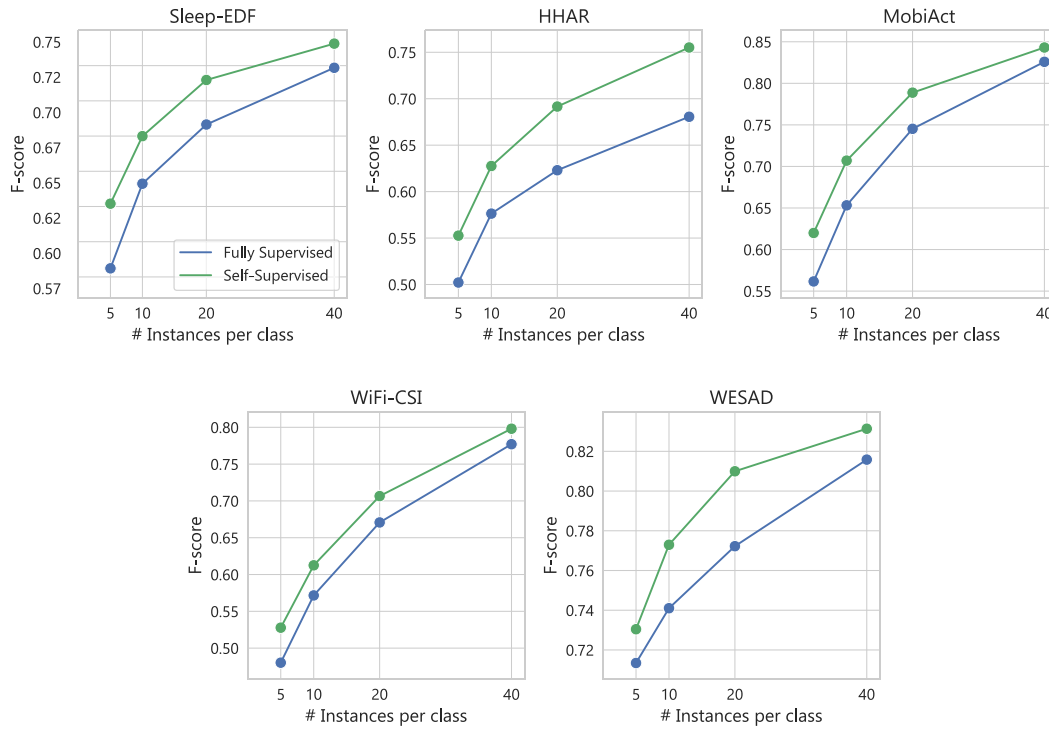 Sleep-EDF
F-score
0.75
0.72
0.70
0.67
0.65
0.62
0.60
0.57
Fully Supervised
Self-Supervised
5 10 20 40
# Instances per class
HHAR
F-score
0.75
0.70
0.65
0.60
0.55
0.50
5 10 20 40
# Instances per class
MobiAct
F-score
0.85
0.80
0.75
0.70
0.65
0.60
0.55
5 10 20 40
# Instances per class
WiFi-CSI
F-score
0.80
0.75
0.70
0.65
0.60
0.55
0.50
5 10 20 40
# Instances per class
WESAD
F-score
0.82
0.80
0.78
0.76
0.74
0.72
5 10 20 40
# Instances per class